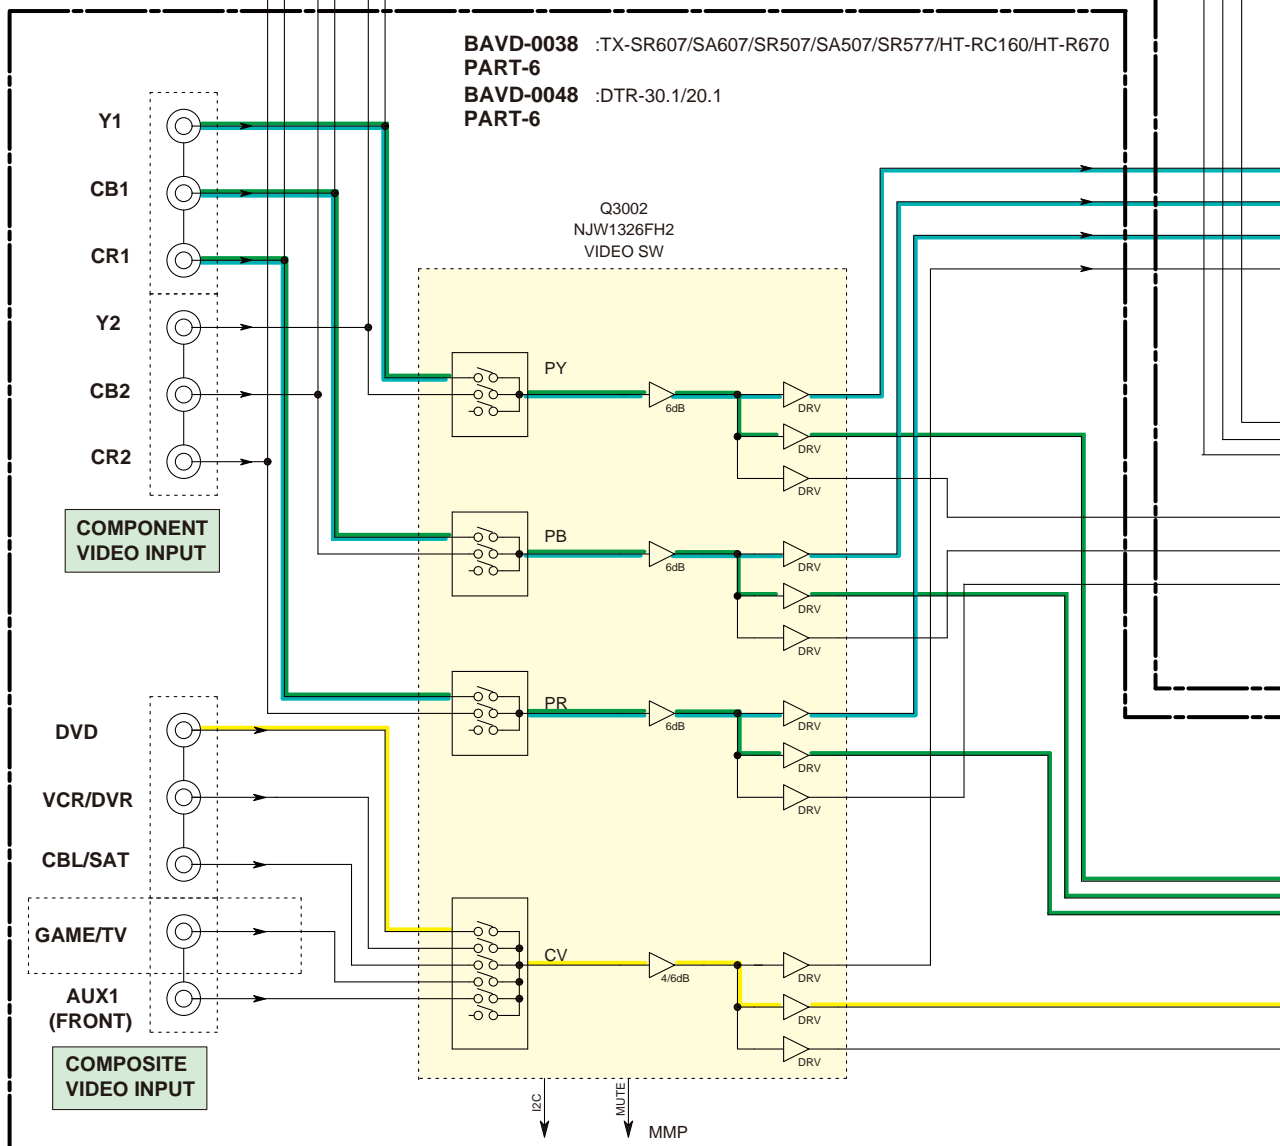 BAVD-0038 :TX-SR607/SA607/SR507/SA507/SR577/HT-RC160/HT-R670
PART-6
BAVD-0048 :DTR-30.1/20.1
PART-6
Y1
CB1
CR1
Y2
CB2
CR2
COMPONENT
VIDEO INPUT
Q3002
NJW1326FH2
VIDEO SW
PY
6dB
DRV
DRV
DRV
PB
6dB
DRV
DRV
DRV
PR
6dB
DRV
DRV
DRV
DVD
VCR/DVR
CBL/SAT
GAME/TV
AUX1
(FRONT)
COMPOSITE
VIDEO INPUT
CV
4/6dB
DRV
DRV
DRV
I2C
MUTE
MMP